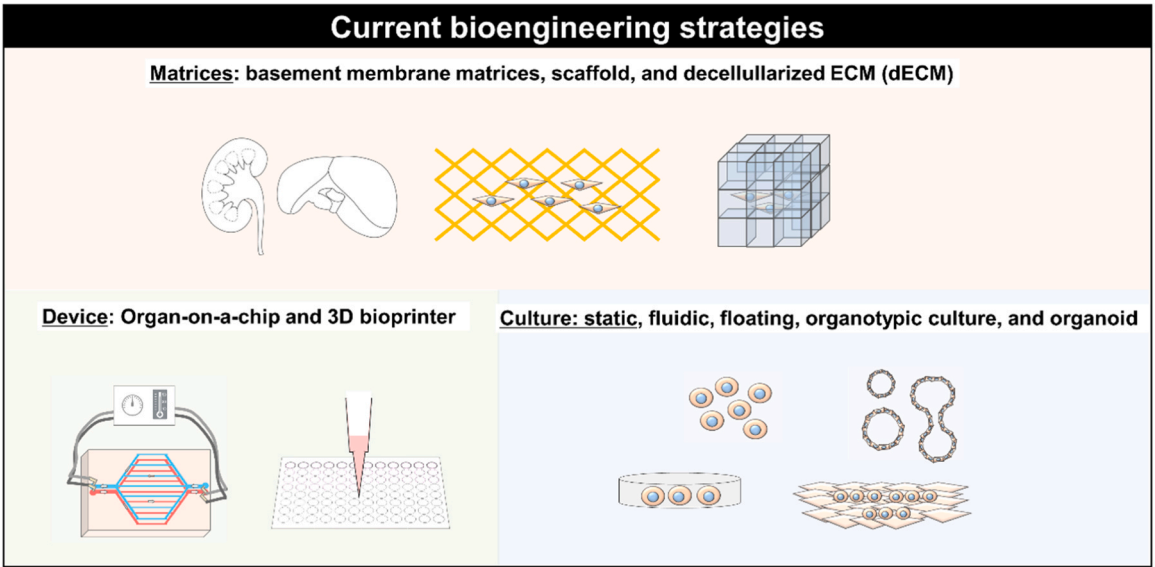 Current bioengineering strategies
Matrices: basement membrane matrices, scaffold, and decellullarized ECM (dECM)
Device: Organ-on-a-chip and 3D bioprinter
Culture: static, fluidic, floating, organotypic culture, and organoid